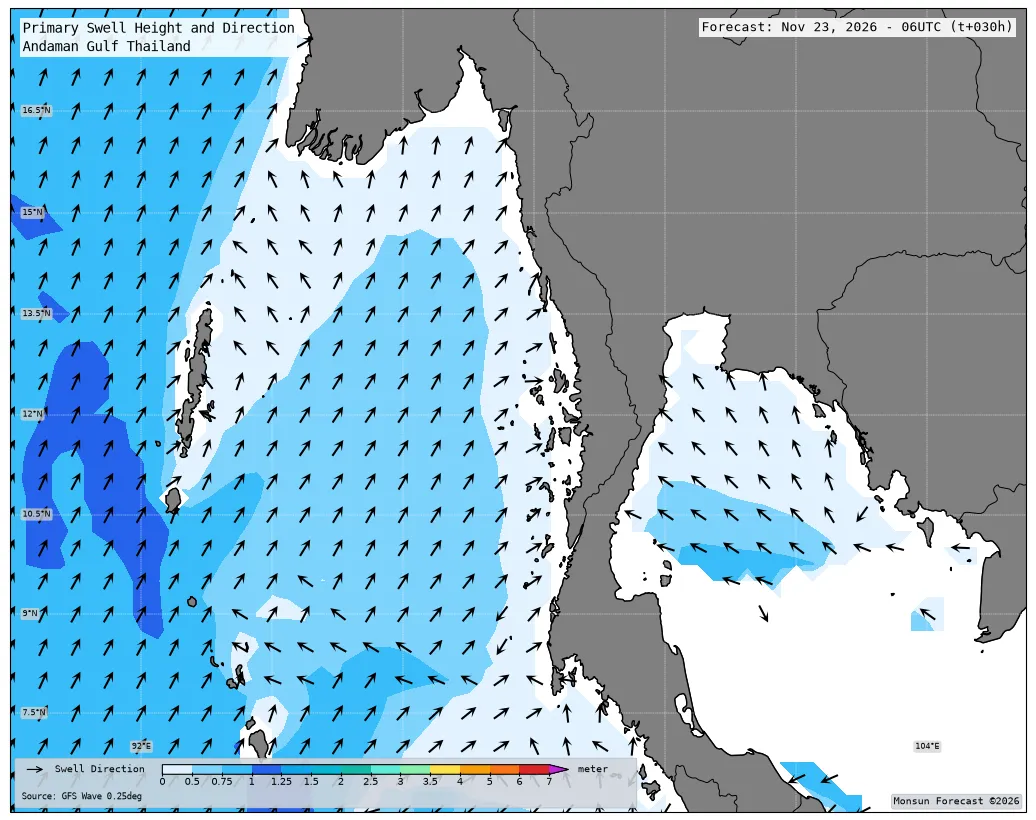 Primary Swell Height and Direction
Andaman Gulf Thailand
Forecast: Nov 23, 2026 - 06UTC (t+030h)
16.5°N
15°N
13.5°N
12°N
10.5°N
9°N
7.5°N
92°E
104°E
Swell Direction
0 0.5 0.75 1 1.25 1.5 2 2.5 3 3.5 4 5 6
meter
Source: GFS Wave 0.25deg
Monsun Forecast ©2026